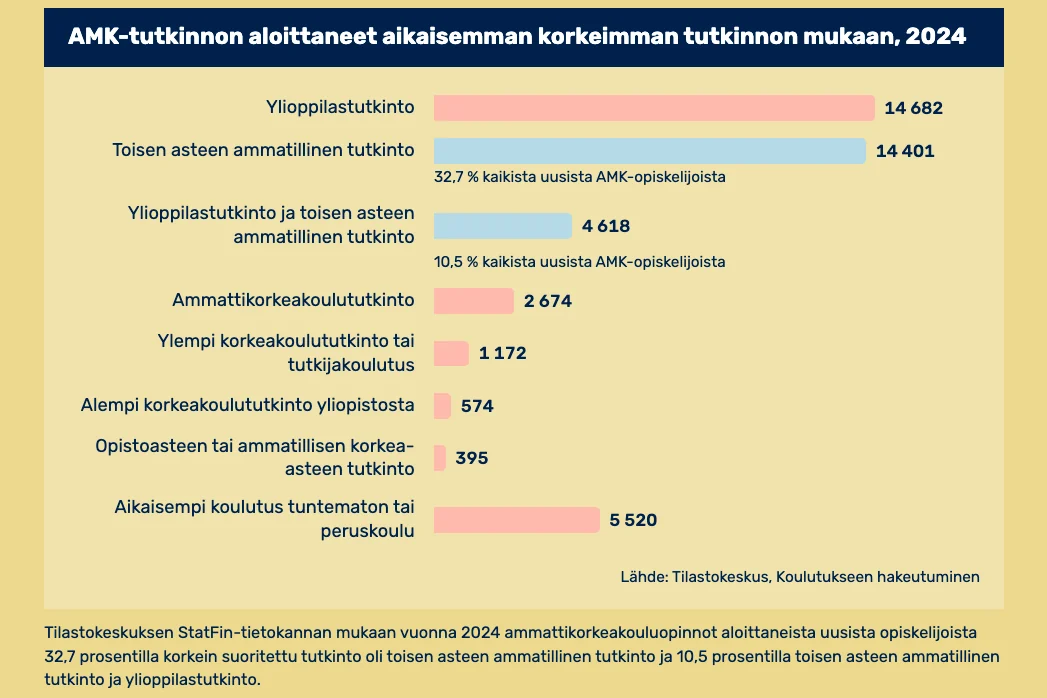 AMK-tutkinnon aloittaneet aikaisemman korkeimman tutkinnon mukaan, 2024
Ylioppilastutkinto
14 682
Toisen asteen ammatillinen tutkinto
14 401
32,7 % kaikista uusista AMK-opiskelijoista
Ylioppilastutkinto ja toisen asteen
ammatillinen tutkinto
4 618
10,5 % kaikista uusista AMK-opiskelijoista
Ammattikorkeakoulututkinto
2 674
Ylempi korkeakoulututkinto tai
tutkijakoulutus
1 172
Alempi korkeakoulututkinto yliopistosta
574
Opistoasteen tai ammatillisen korkea-
asteen tutkinto
395
Aikaisempi koulutus tuntematon tai
peruskoulu
5 520
Lähde: Tilastokeskus, Koulutukseen hakeutuminen
Tilastokeskuksen StatFin-tietokannan mukaan vuonna 2024 ammattikorkeakouluopinnot aloittaneista uusista opiskelijoista
32,7 prosentilla korkein suoritettu tutkinto oli toisen asteen ammatillinen tutkinto ja 10,5 prosentilla toisen asteen ammatillinen
tutkinto ja ylioppilastutkinto.